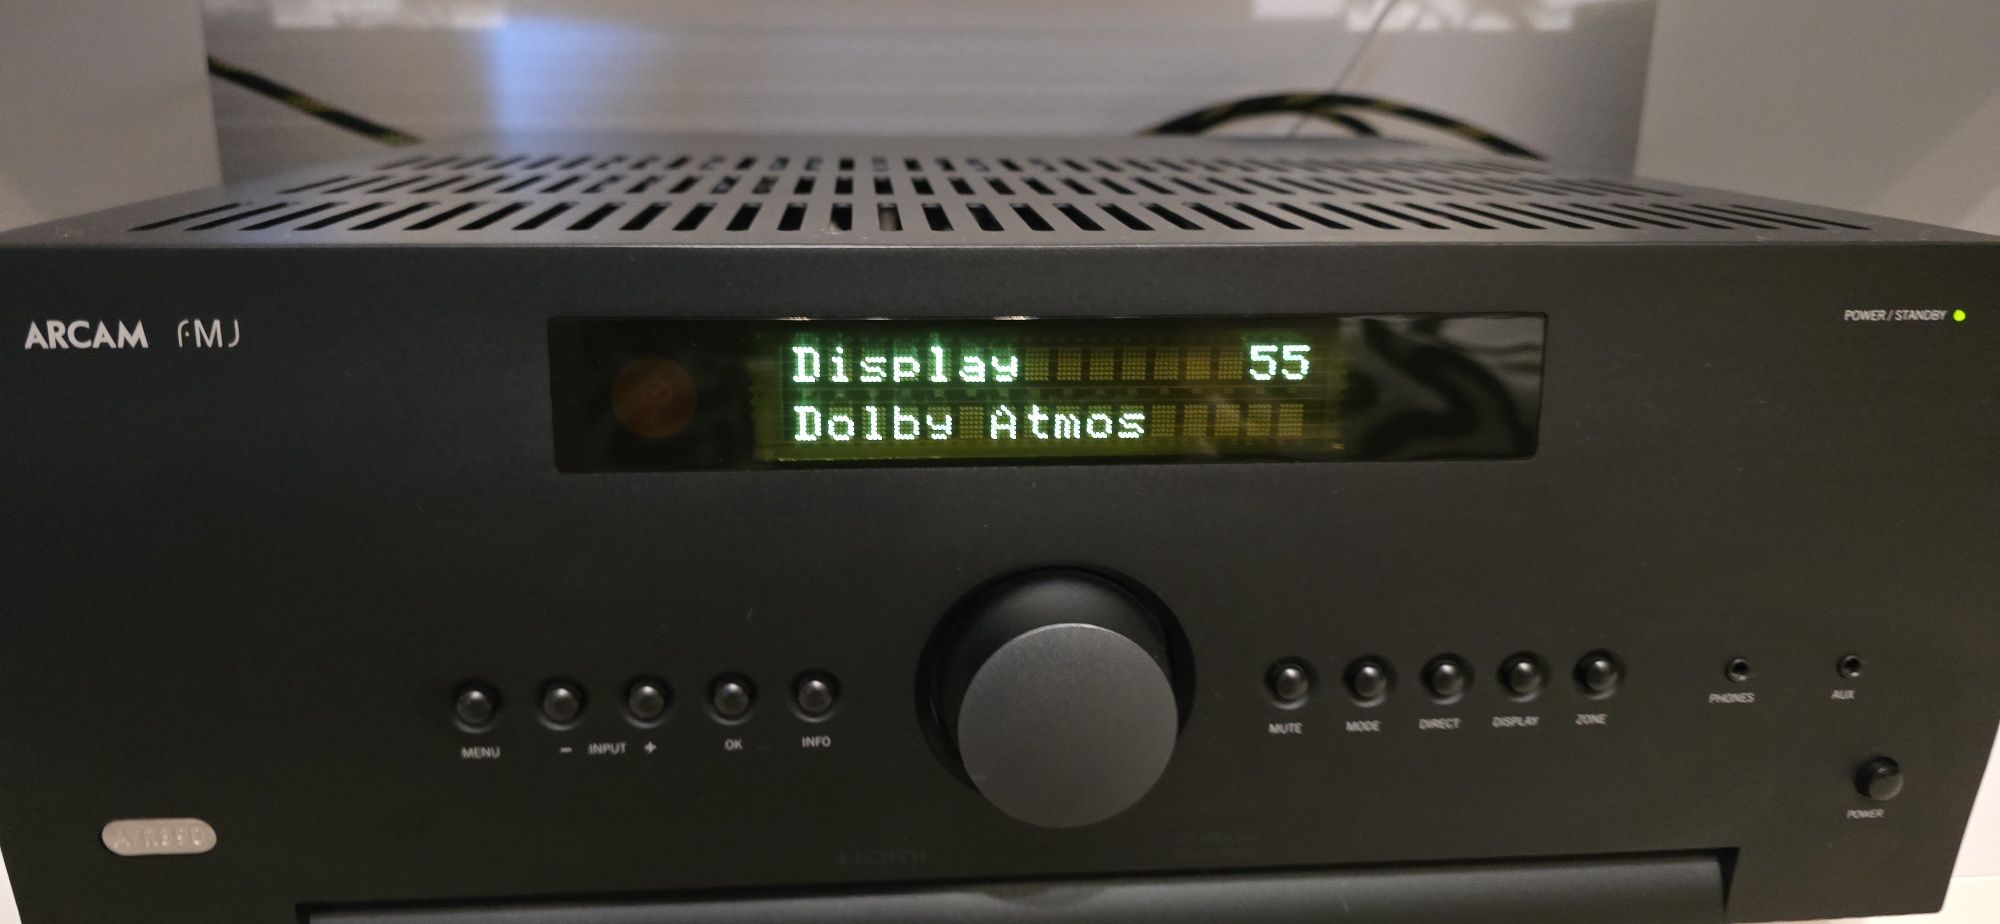 ARCAM FMJ
POWER / STANDBY
Display 55
Dolby Atmos
MENU
− INPUT +
OK
INFO
MUTE
MODE
DIRECT
DISPLAY
ZONE
PHONES
AUX
POWER
HDMI